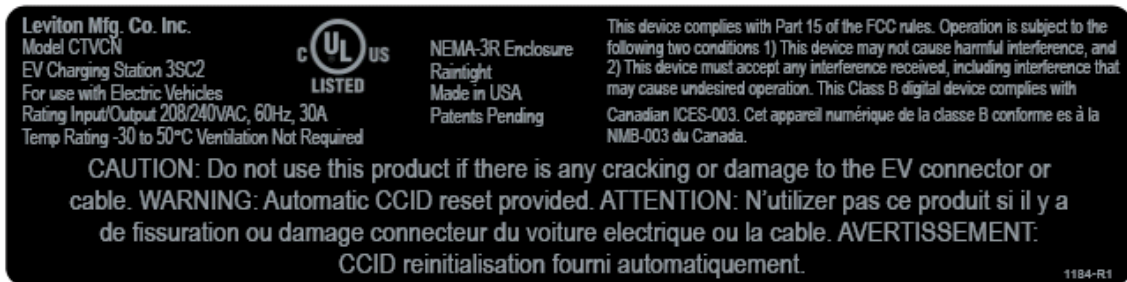 Leviton Mfg. Co. Inc.
Model CTVCN
EV Charging Station 3SC2
For use with Electric Vehicles
Rating Input/Output 208/240VAC, 60Hz, 30A
Temp Rating -30 to 50°C Ventilation Not Required
C UL US
LISTED
NEMA-3R Enclosure
Raintight
Made in USA
Patents Pending
This device complies with Part 15 of the FCC rules. Operation is subject to the
following two conditions 1) This device may not cause harmful interference, and
2) This device must accept any interference received, including interference that
may cause undesired operation. This Class B digital device complies with
Canadian ICES-003. Cet appareil numérique de la classe B conforme es à la
NMB-003 du Canada.
CAUTION: Do not use this product if there is any cracking or damage to the EV connector or
cable. WARNING: Automatic CCID reset provided. ATTENTION: N'utilizer pas ce produit si il y a
de fissuration ou damage connecteur du voiture electrique ou la cable. AVERTISSEMENT:
CCID reinitialisation fourni automatiquement.
1184-R1